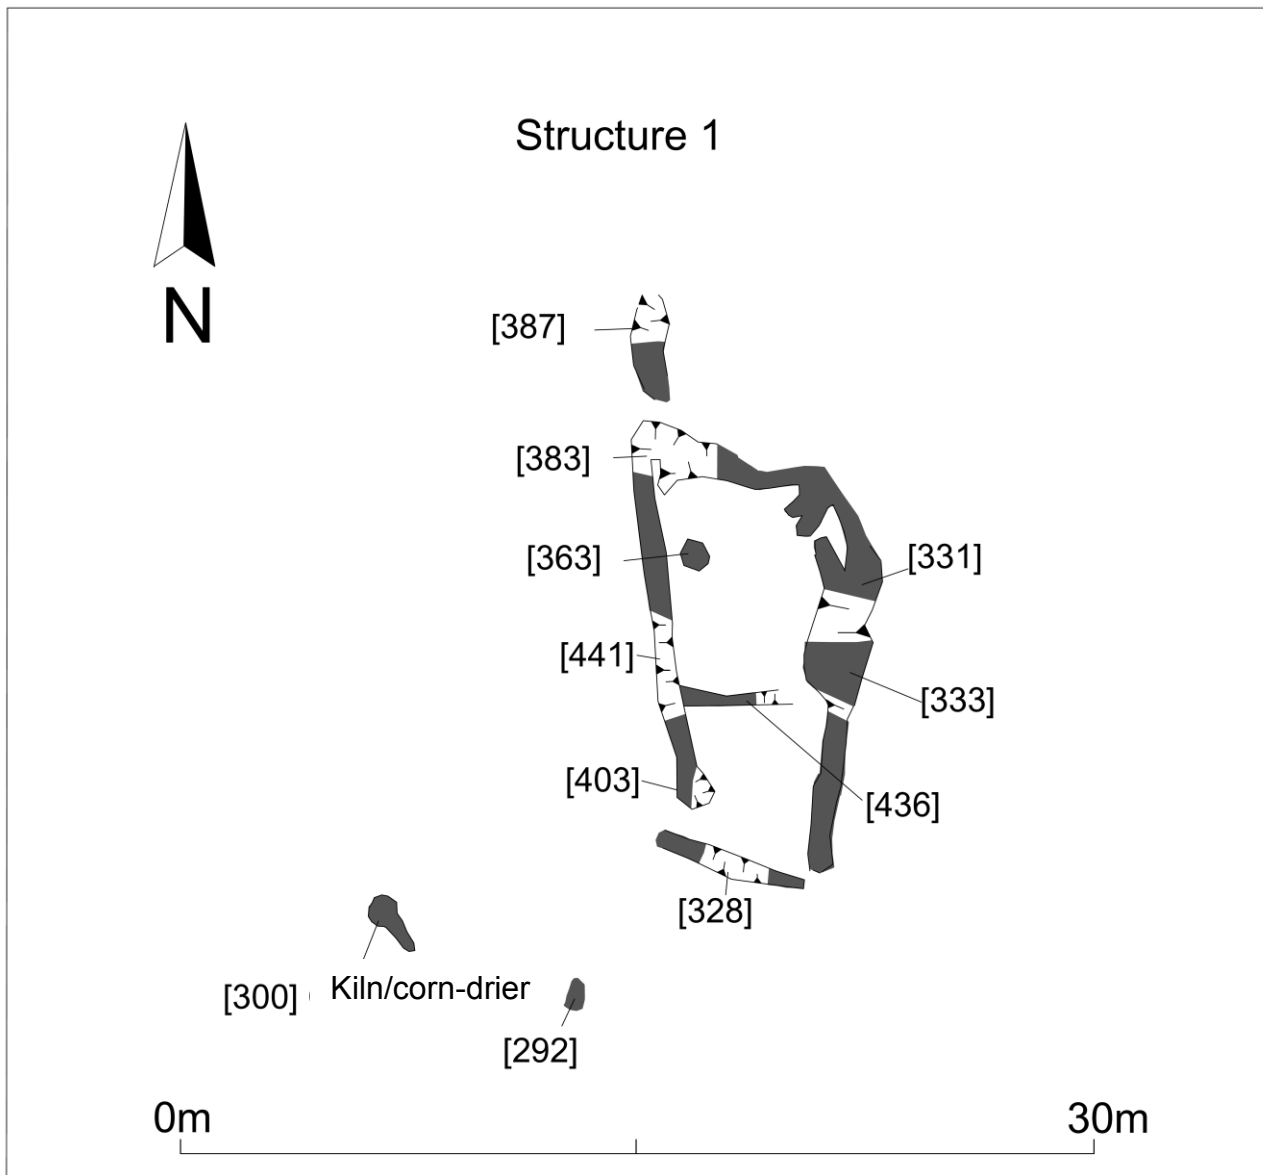 Structure 1
N
[387]
[383]
[363]
[331]
[441]
[333]
[403]
[436]
[328]
[300]
Kiln/corn-drier
[292]
0m
30m